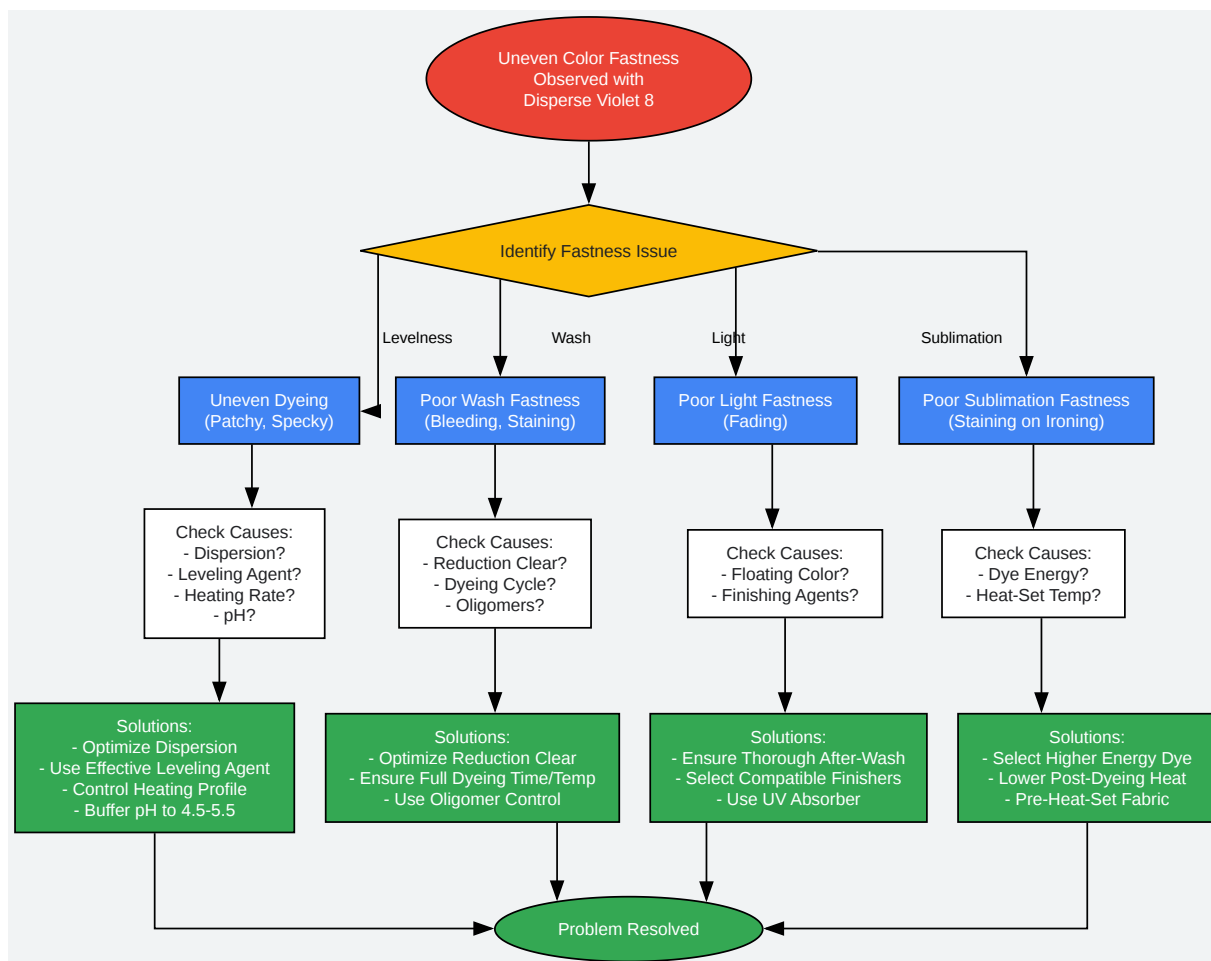 Uneven Color Fastness
Observed with
Disperse Violet 8
Identify Fastness Issue
Levelness
Wash
Light
Sublimation
Uneven Dyeing
(Patchy, Specky)
Poor Wash Fastness
(Bleeding, Staining)
Poor Light Fastness
(Fading)
Poor Sublimation Fastness
(Staining on Ironing)
Check Causes:
- Dispersion?
- Leveling Agent?
- Heating Rate?
- pH?
Check Causes:
- Reduction Clear?
- Dyeing Cycle?
- Oligomers?
Check Causes:
- Floating Color?
- Finishing Agents?
Check Causes:
- Dye Energy?
- Heat-Set Temp?
Solutions:
- Optimize Dispersion
- Use Effective Leveling Agent
- Control Heating Profile
- Buffer pH to 4.5-5.5
Solutions:
- Optimize Reduction Clear
- Ensure Full Dyeing Time/Temp
- Use Oligomer Control
Solutions:
- Ensure Thorough After-Wash
- Select Compatible Finishers
- Use UV Absorber
Solutions:
- Select Higher Energy Dye
- Lower Post-Dyeing Heat
- Pre-Heat-Set Fabric
Problem Resolved